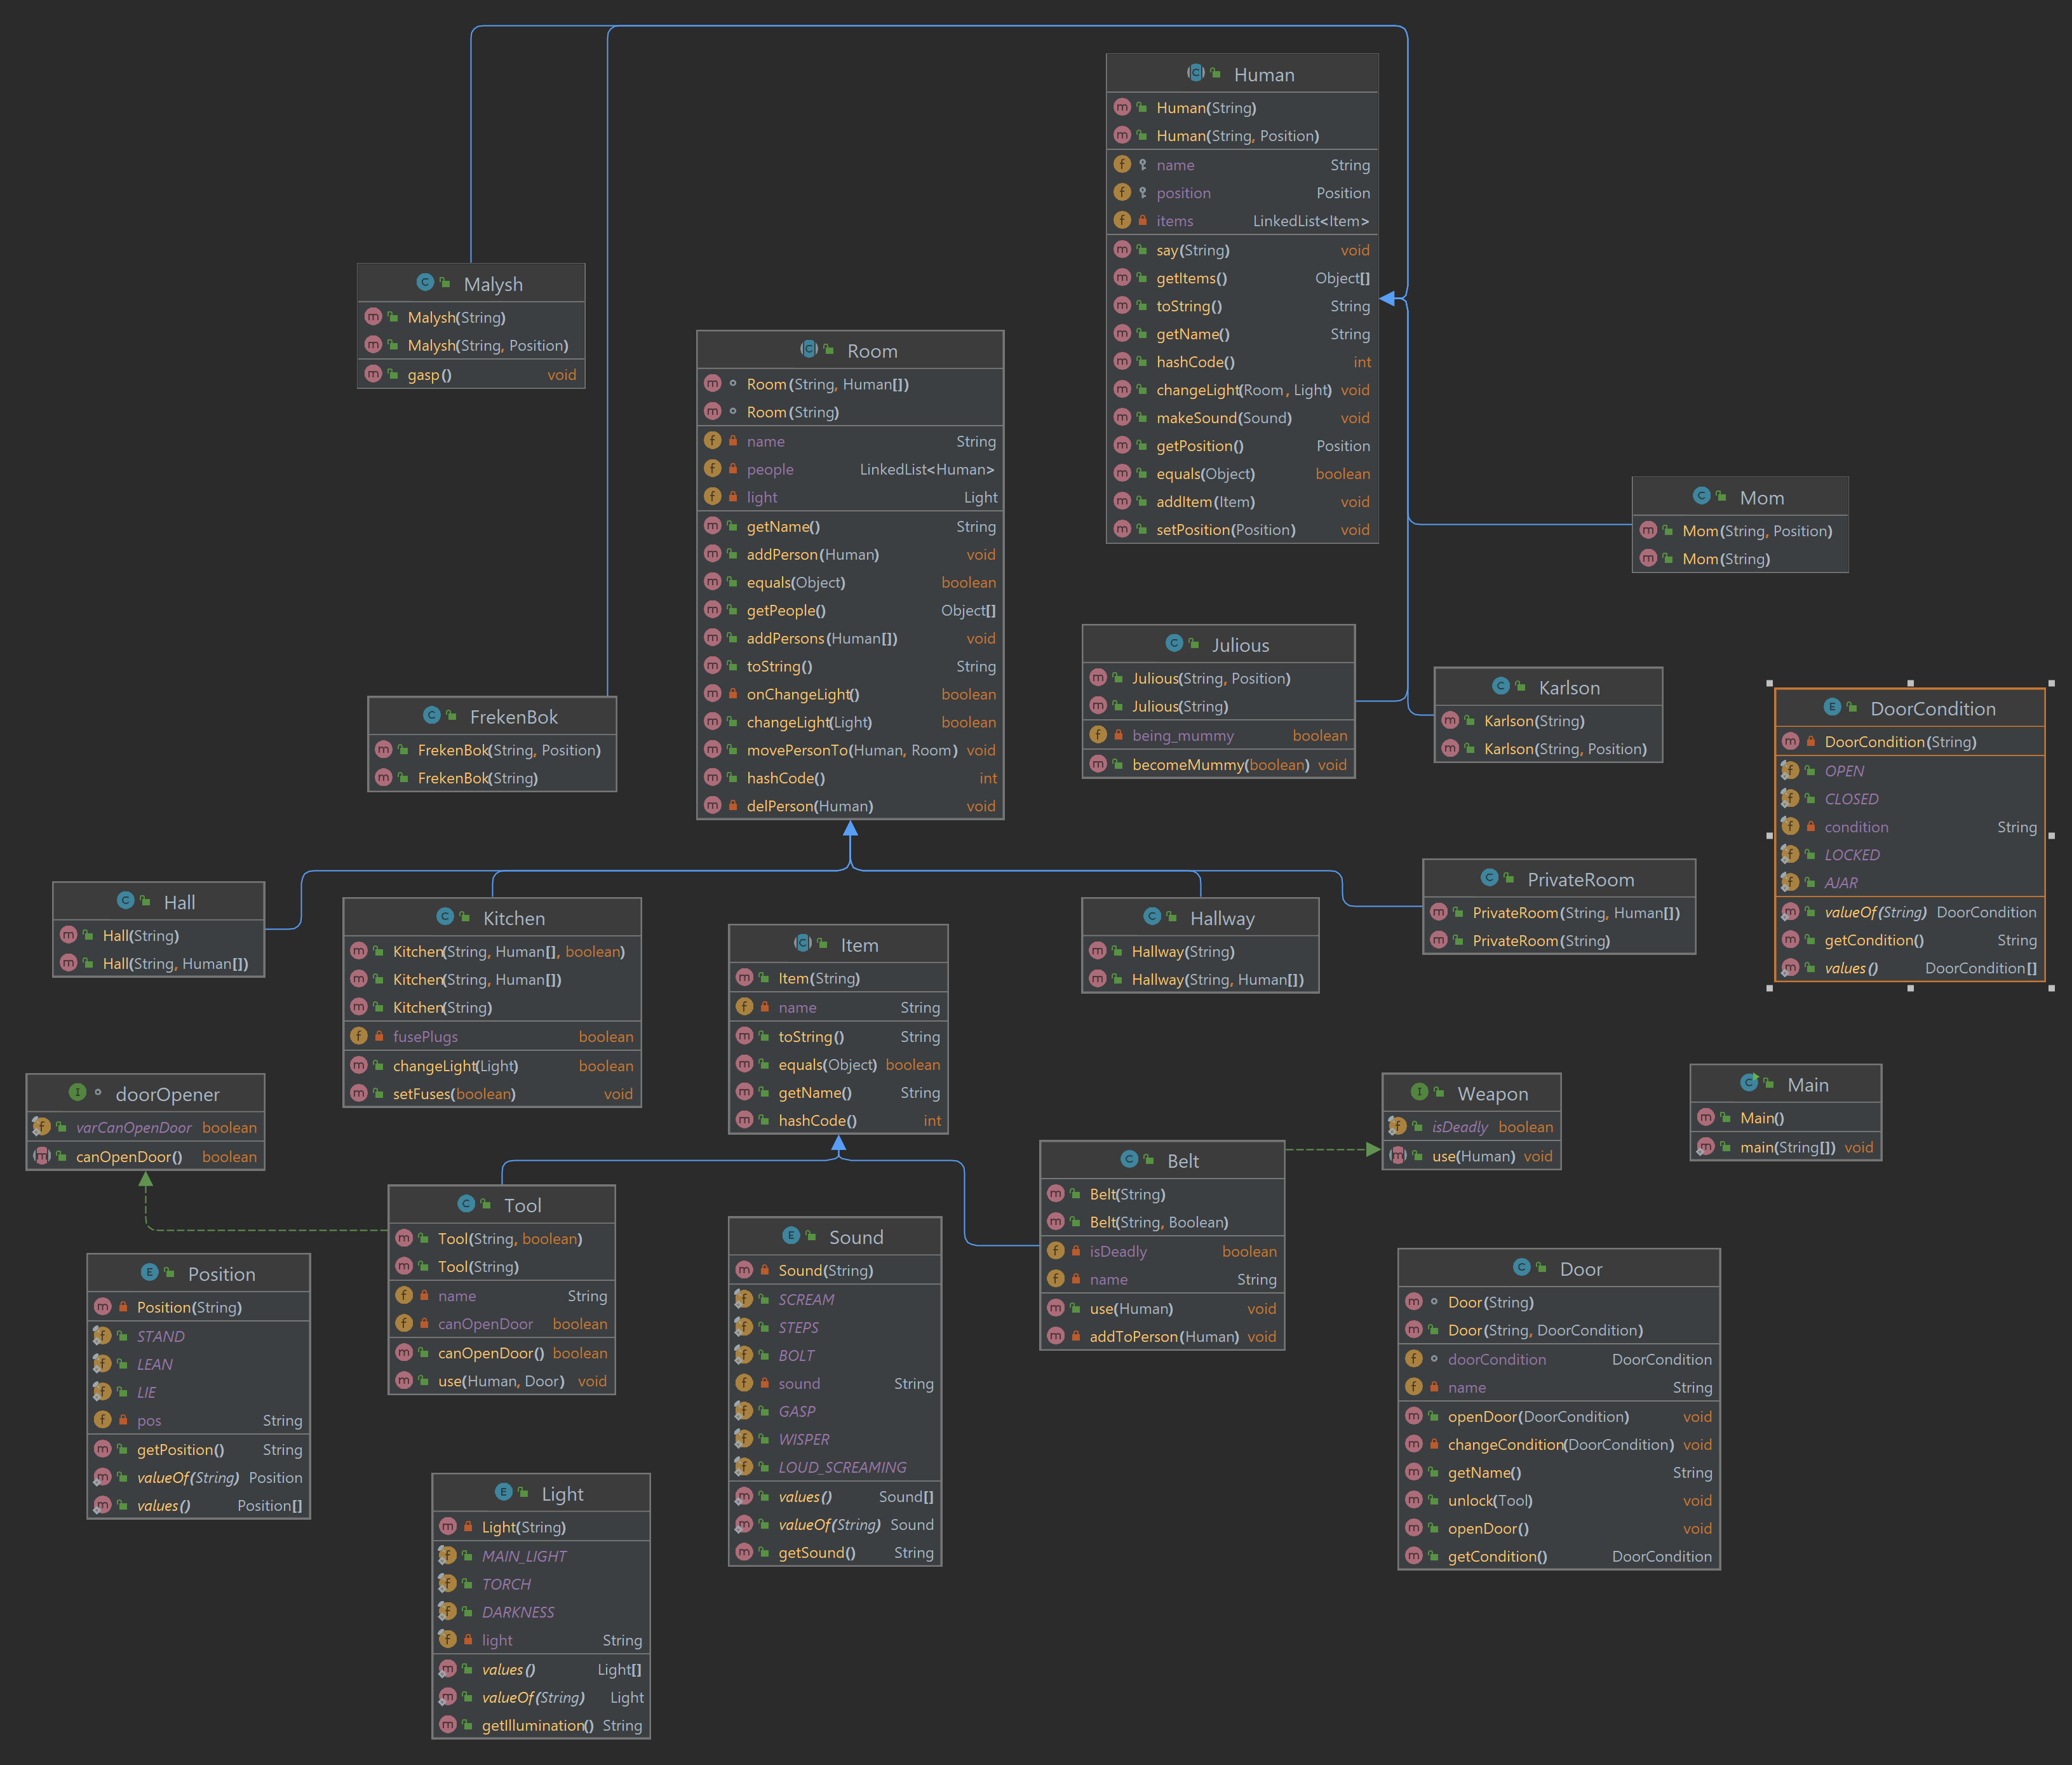 Human
Human(String)
Human(String, Position)
name String
position Position
items LinkedList<Item>
say(String) void
getItems() Object[]
toString() String
getName() String
hashCode() int
changeLight(Room, Light) void
makeSound(Sound) void
getPosition() Position
equals(Object) boolean
addItem(Item) void
setPosition(Position) void
Malysh
Malysh(String)
Malysh(String, Position)
gasp() void
Room
Room(String, Human[])
Room(String)
name String
people LinkedList<Human>
light Light
getName() String
addPerson(Human) void
equals(Object) boolean
getPeople() Object[]
addPersons(Human[]) void
toString() String
onChangeLight() boolean
changeLight(Light) boolean
movePersonTo(Human, Room) void
hashCode() int
delPerson(Human) void
Mom
Mom(String, Position)
Mom(String)
Julious
Julious(String, Position)
Julious(String)
being_mummy boolean
becomeMummy(boolean) void
Karlson
Karlson(String)
Karlson(String, Position)
FrekenBok
FrekenBok(String, Position)
FrekenBok(String)
DoorCondition
DoorCondition(String)
OPEN
CLOSED
condition String
LOCKED
AJAR
valueOf(String) DoorCondition
getCondition() String
values() DoorCondition[]
Hall
Hall(String)
Hall(String, Human[])
Kitchen
Kitchen(String, Human[], boolean)
Kitchen(String, Human[])
Kitchen(String)
fusePlugs boolean
changeLight(Light) boolean
setFuses(boolean) void
Item
Item(String)
name String
toString() String
equals(Object) boolean
getName() String
hashCode() int
Hallway
Hallway(String)
Hallway(String, Human[])
PrivateRoom
PrivateRoom(String, Human[])
PrivateRoom(String)
doorOpener
varCanOpenDoor boolean
canOpenDoor() boolean
Weapon
isDeadly boolean
use(Human) void
Main
Main()
main(String[]) void
Belt
Belt(String)
Belt(String, Boolean)
isDeadly boolean
name String
use(Human) void
addToPerson(Human) void
Tool
Tool(String, boolean)
Tool(String)
name String
canOpenDoor boolean
canOpenDoor() boolean
use(Human, Door) void
Sound
Sound(String)
SCREAM
STEPS
BOLT
sound String
GASP
WISPER
LOUD_SCREAMING
values() Sound[]
valueOf(String) Sound
getSound() String
Position
Position(String)
STAND
LEAN
LIE
pos String
getPosition() String
valueOf(String) Position
values() Position[]
Door
Door(String)
Door(String, DoorCondition)
doorCondition DoorCondition
name String
openDoor(DoorCondition) void
changeCondition(DoorCondition) void
getName() String
unlock(Tool) void
openDoor() void
getCondition() DoorCondition
Light
Light(String)
MAIN_LIGHT
TORCH
DARKNESS
light String
values() Light[]
valueOf(String) Light
getIllumination() String